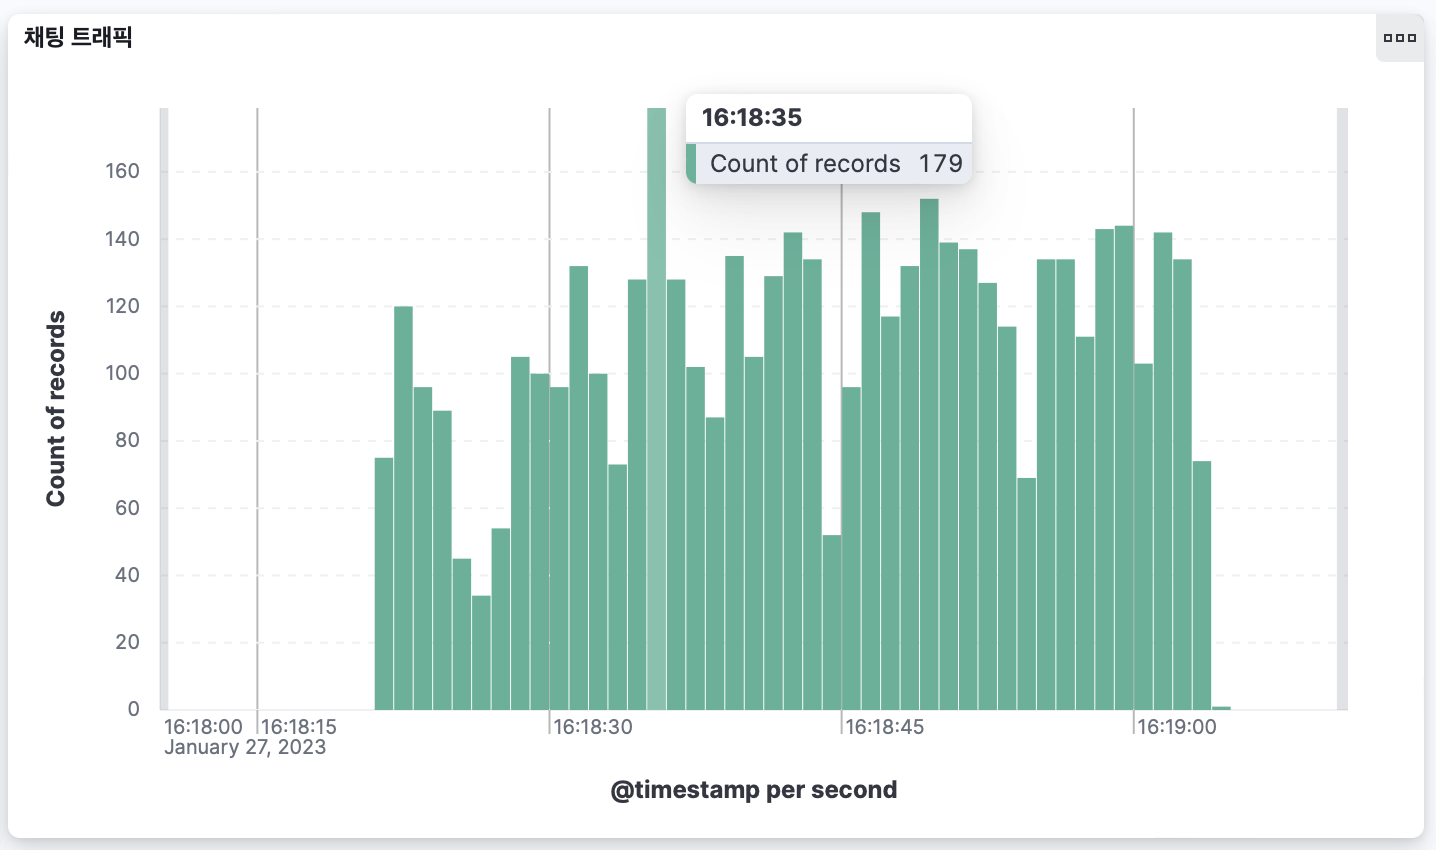 채팅 트래픽
16:18:35
Count of records 179
160
140
120
100
80
60
40
20
0
Count of records
16:18:00 16:18:15 16:18:30 16:18:45 16:19:00
January 27, 2023
@timestamp per second